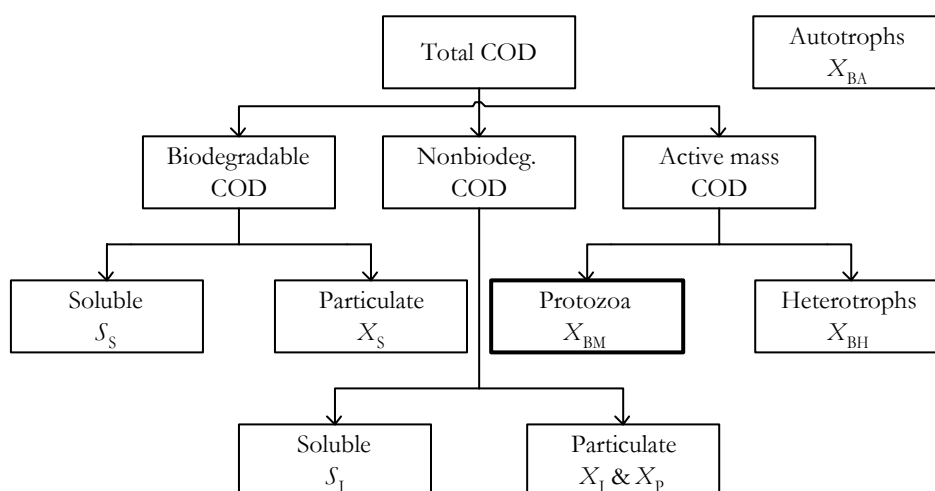 Total COD
Autotrophs
X_BA
Biodegradable
COD
Nonbiodeg.
COD
Active mass
COD
Soluble
S_S
Particulate
X_S
Protozoa
X_BM
Heterotrophs
X_BH
Soluble
S_I
Particulate
X_I & X_P